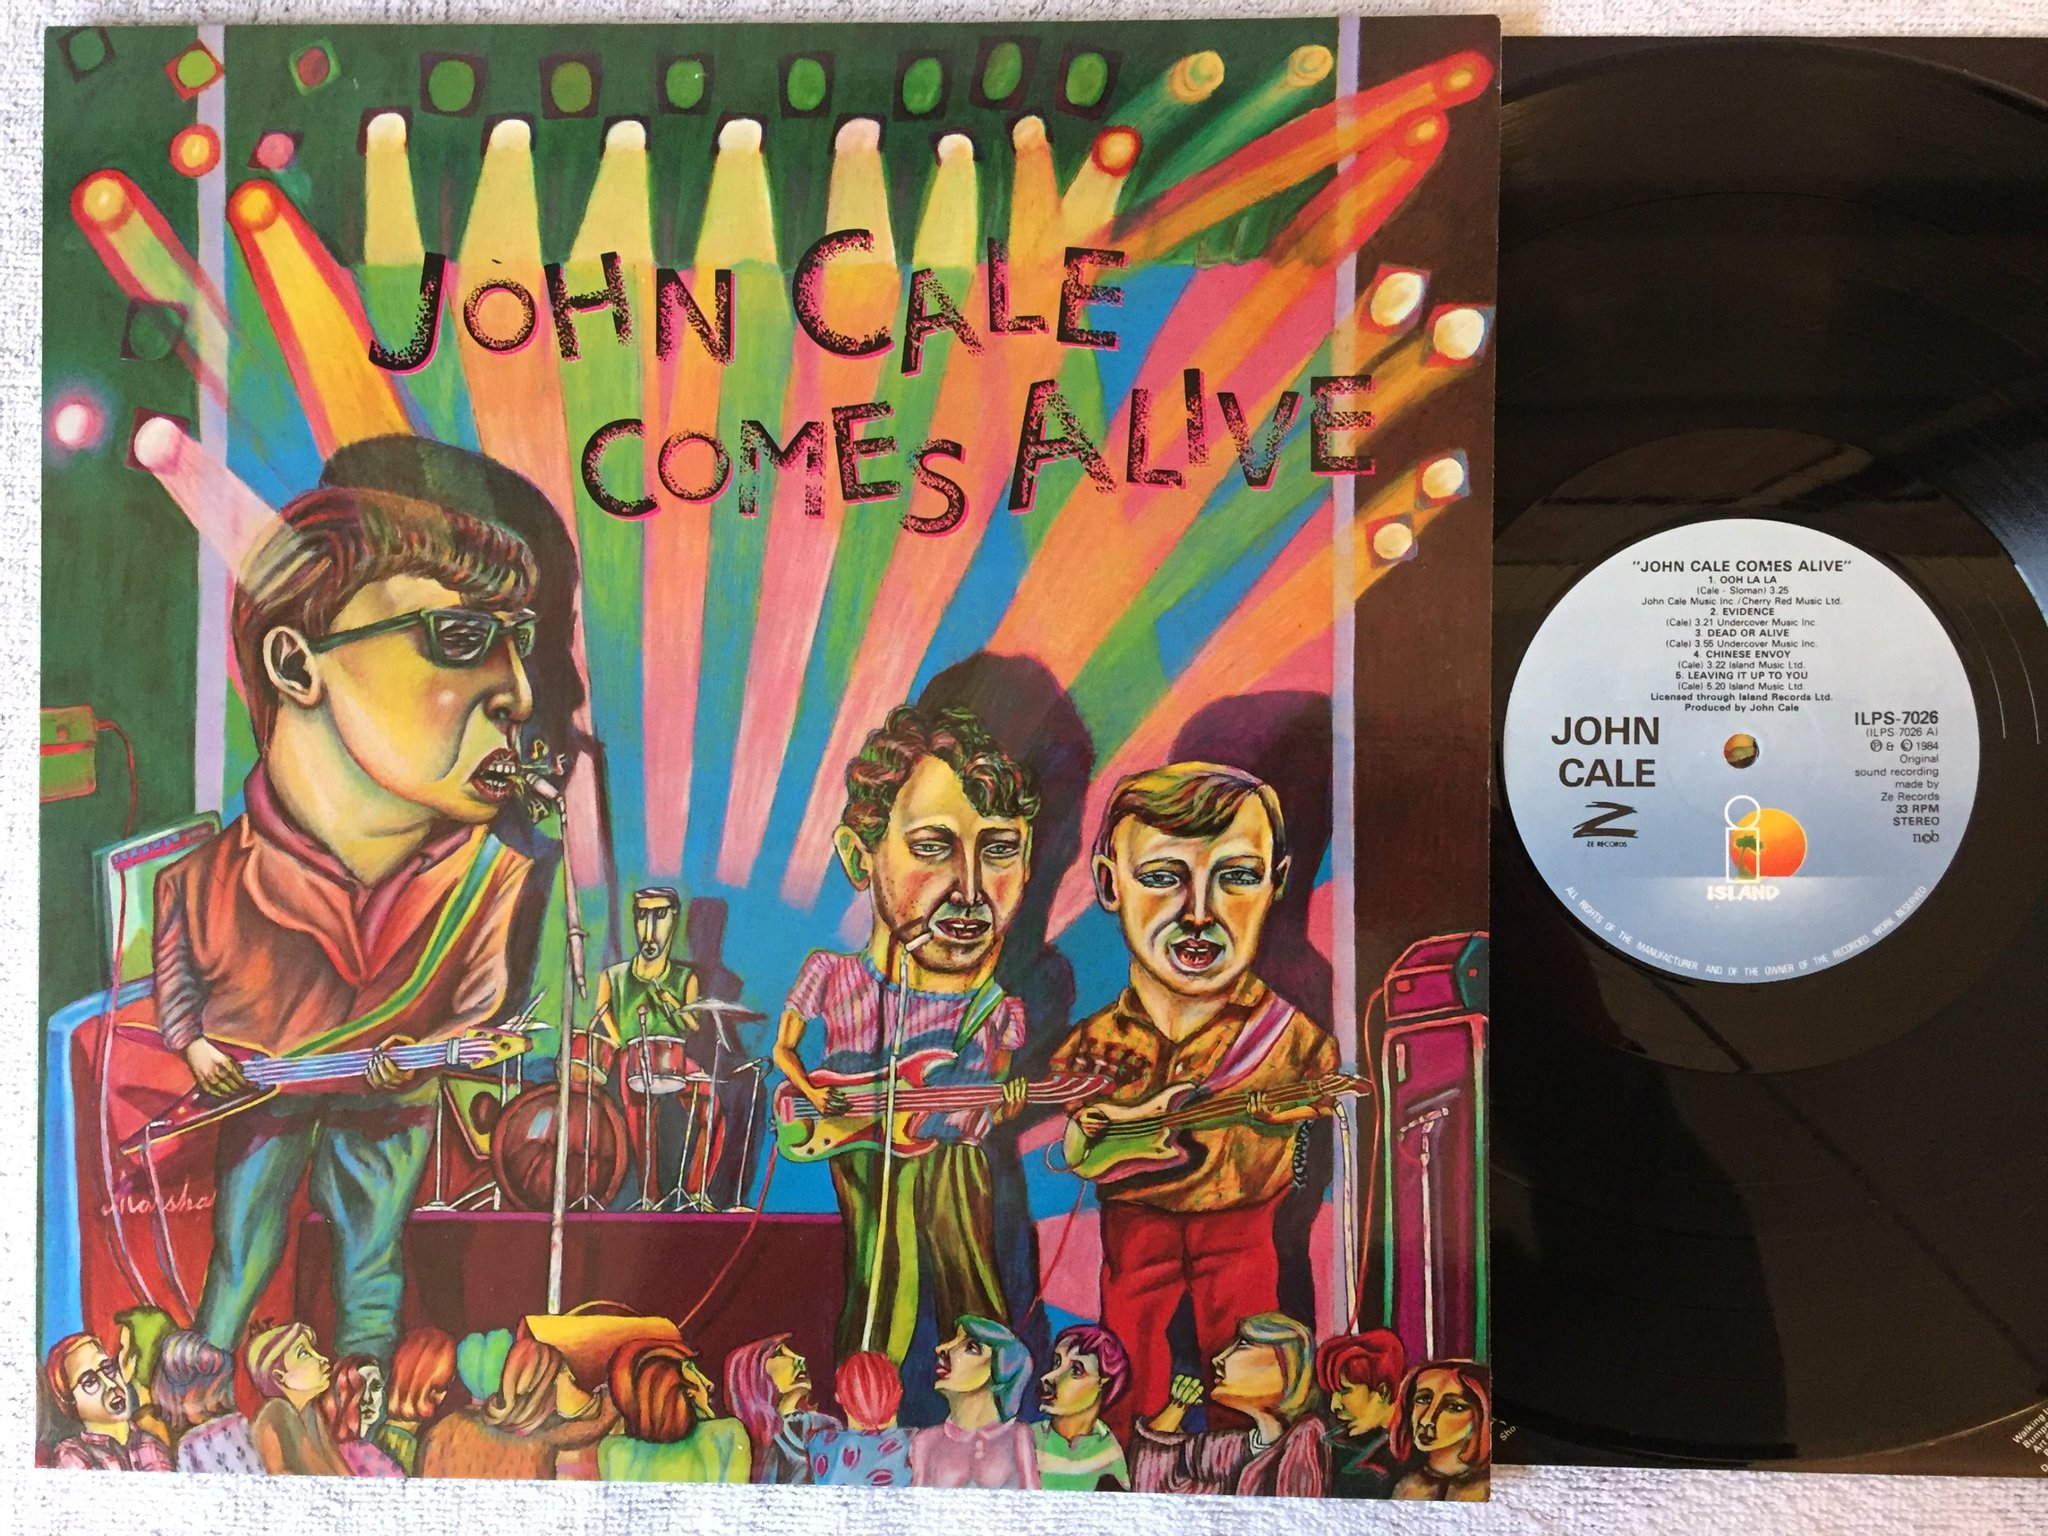 JOHN CALE
COMES ALIVE
Marsha
M.T.
"JOHN CALE COMES ALIVE"
1. OOH LA LA
(Cale - Sloman) 3.25
John Cale Music Inc /Cherry Red Music Ltd.
2. EVIDENCE
(Cale) 3.21 Undercover Music Inc.
3. DEAD OR ALIVE
(Cale) 3.55 Undercover Music Inc.
4. CHINESE ENVOY
(Cale) 3.22 Island Music Ltd.
5. LEAVING IT UP TO YOU
(Cale) 5.20 Island Music Ltd.
Licensed through Island Records Ltd.
Produced by John Cale
JOHN
CALE
Z
ZE RECORDS
ILPS-7026
(ILPS 7026 A)
Ⓟ & © 1984
Original
sound recording
made by
Ze Records
33 RPM
STEREO
ncb
ISLAND
ALL RIGHTS OF THE MANUFACTURER AND OF THE OWNER OF THE RECORDED WORK RESERVED
Sho
Walking
Bump